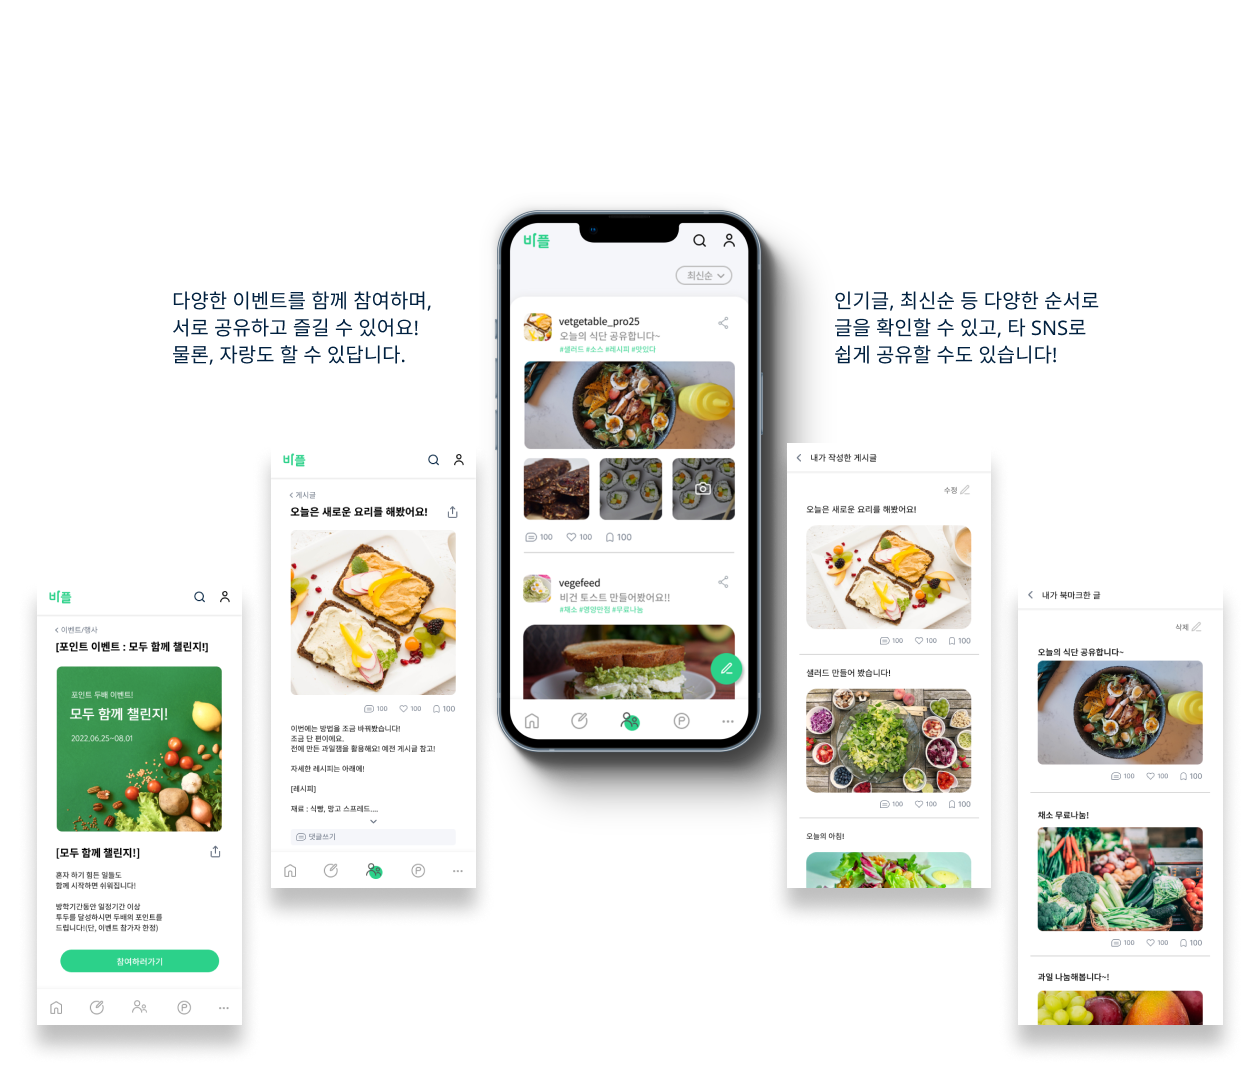 다양한 이벤트를 함께 참여하며,
서로 공유하고 즐길 수 있어요!
물론, 자랑도 할 수 있답니다.
인기글, 최신순 등 다양한 순서로
글을 확인할 수 있고, 타 SNS로
쉽게 공유할 수도 있습니다!
비플
최신순
vetgetable_pro25
오늘의 식단 공유합니다~
#샐러드 #소스 #레시피 #맛있다
100 100 100
vegefeed
비건 토스트 만들어봤어요!!
#채소 #영양만점 #무료나눔
비플
게시글
오늘은 새로운 요리를 해봤어요!
100 100 100
이번에는 방법을 조금 바꿔봤습니다!
조금 단 편이에요.
전에 만든 과일잼을 활용해요! 예전 게시글 참고!
자세한 레시피는 아래에!
[레시피]
재료 : 식빵, 망고 스프레드....
댓글쓰기
비플
이벤트/행사
[포인트 이벤트 : 모두 함께 챌린지!]
포인트 두배 이벤트!
모두 함께 챌린지!
2022.06.25~08.01
[모두 함께 챌린지!]
혼자 하기 힘든 일들도
함께 시작하면 쉬워집니다!
방학기간동안 일정기간 이상
투두를 달성하시면 두배의 포인트를
드립니다!(단, 이벤트 참가자 한정)
참여하러가기
내가 작성한 게시글
수정
오늘은 새로운 요리를 해봤어요!
100 100 100
샐러드 만들어 봤습니다!
100 100 100
오늘의 아침!
내가 북마크한 글
삭제
오늘의 식단 공유합니다~
100 100 100
채소 무료나눔!
100 100 100
과일 나눔해봅니다~!